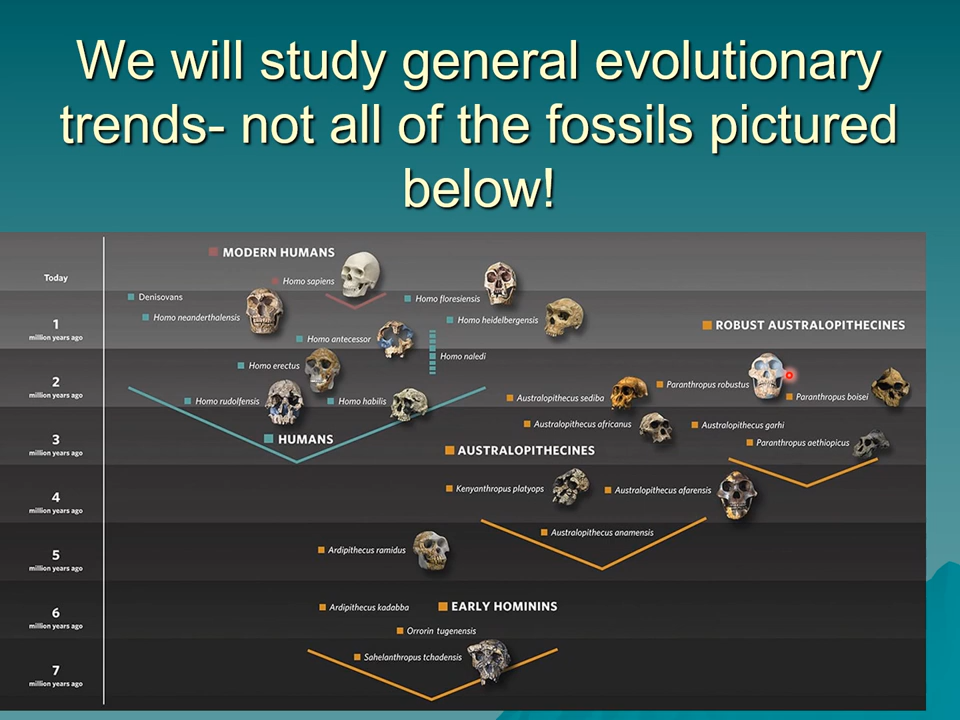 We will study general evolutionary
trends- not all of the fossils pictured
below!
MODERN HUMANS
Today
Homo sapiens
Denisovans
Homo floresiensis
Homo neanderthalensis
Homo heidelbergensis
1
million years ago
ROBUST AUSTRALOPITHECINES
Homo antecessor
Homo naledi
Homo erectus
2
million years ago
Paranthropus robustus
Australopithecus sediba
Paranthropus boisei
Homo rudolfensis
Homo habilis
Australopithecus africanus
Australopithecus garhi
3
million years ago
HUMANS
Paranthropus aethiopicus
AUSTRALOPITHECINES
4
million years ago
Kenyanthropus platyops
Australopithecus afarensis
Australopithecus anamensis
5
million years ago
Ardipithecus ramidus
6
million years ago
Ardipithecus kadabba
EARLY HOMININS
Orrorin tugenensis
Sahelanthropus tchadensis
7
million years ago